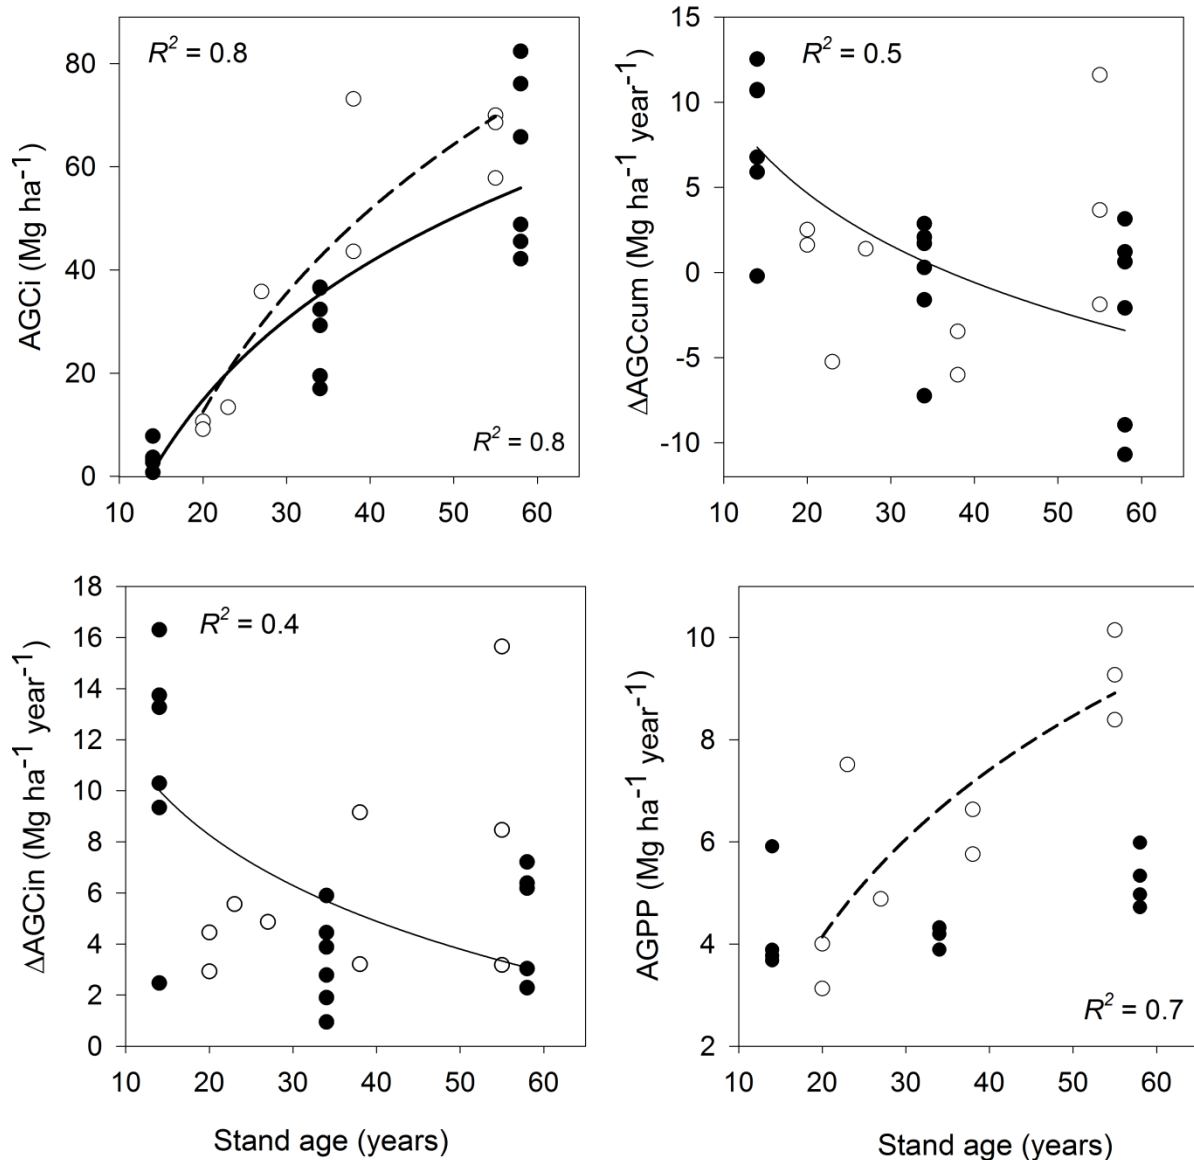 R² = 0.8
80
60
40
20
0
AGCi (Mg ha⁻¹)
R² = 0.8
10 20 30 40 50 60
15
10
5
0
-5
-10
ΔAGCcum (Mg ha⁻¹ year⁻¹)
R² = 0.5
10 20 30 40 50 60
18
16
14
12
10
8
6
4
2
0
ΔAGCin (Mg ha⁻¹ year⁻¹)
R² = 0.4
10 20 30 40 50 60
Stand age (years)
10
8
6
4
2
AGPP (Mg ha⁻¹ year⁻¹)
R² = 0.7
10 20 30 40 50 60
Stand age (years)